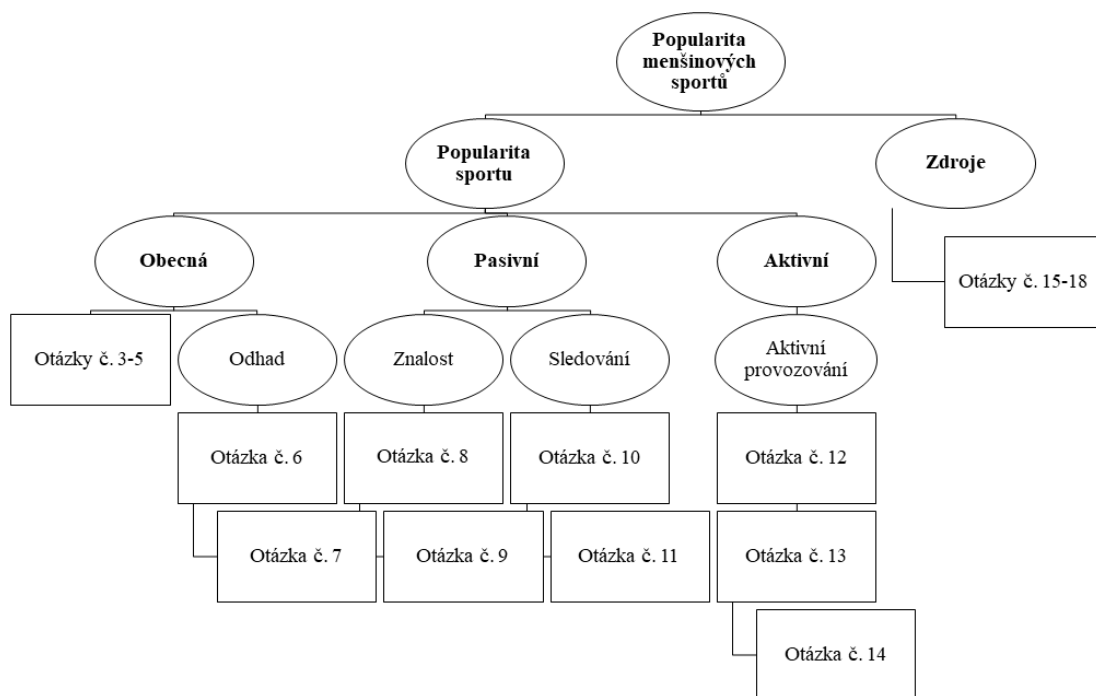 Popularita
menšinových
sportů
Popularita
sportu
Zdroje
Obecná
Pasivní
Aktivní
Otázky č. 15-18
Otázky č. 3-5
Odhad
Znalost
Sledování
Aktivní
provozování
Otázka č. 6
Otázka č. 8
Otázka č. 10
Otázka č. 12
Otázka č. 7
Otázka č. 9
Otázka č. 11
Otázka č. 13
Otázka č. 14